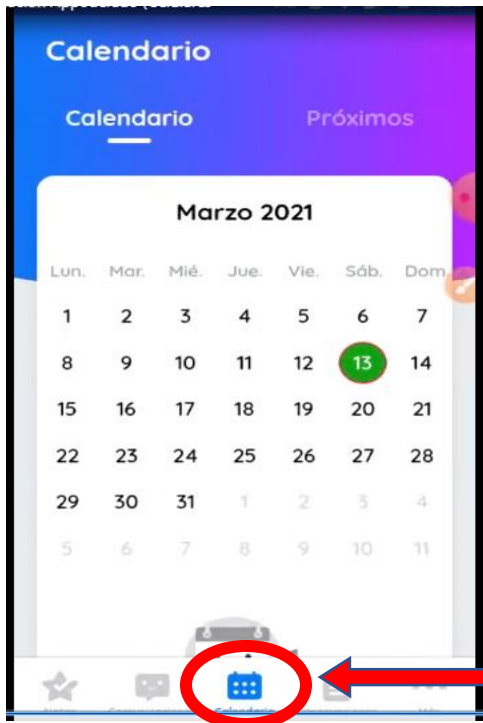 Calendario
Calendario Próximos
Marzo 2021
Lun. Mar. Mié. Jue. Vie. Sáb. Dom.
1 2 3 4 5 6 7
8 9 10 11 12 13 14
15 16 17 18 19 20 21
22 23 24 25 26 27 28
29 30 31 1 2 3 4
5 6 7 8 9 10 11
Calendario